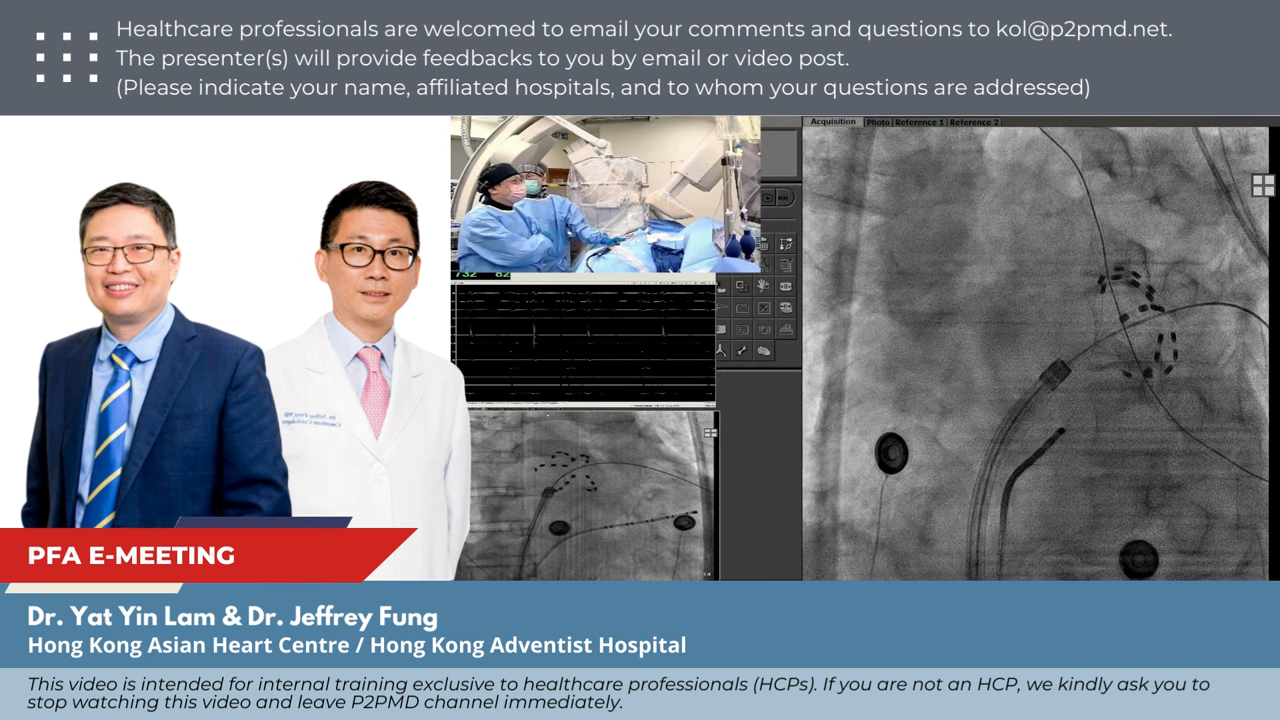 Healthcare professionals are welcomed to email your comments and questions to kol@p2pmd.net.
The presenter(s) will provide feedbacks to you by email or video post.
(Please indicate your name, affiliated hospitals, and to whom your questions are addressed)
Acquisition Photo Reference 1 Reference 2
PFA E-MEETING
Dr. Yat Yin Lam & Dr. Jeffrey Fung
Hong Kong Asian Heart Centre / Hong Kong Adventist Hospital
This video is intended for internal training exclusive to healthcare professionals (HCPs). If you are not an HCP, we kindly ask you to
stop watching this video and leave P2PMD channel immediately.